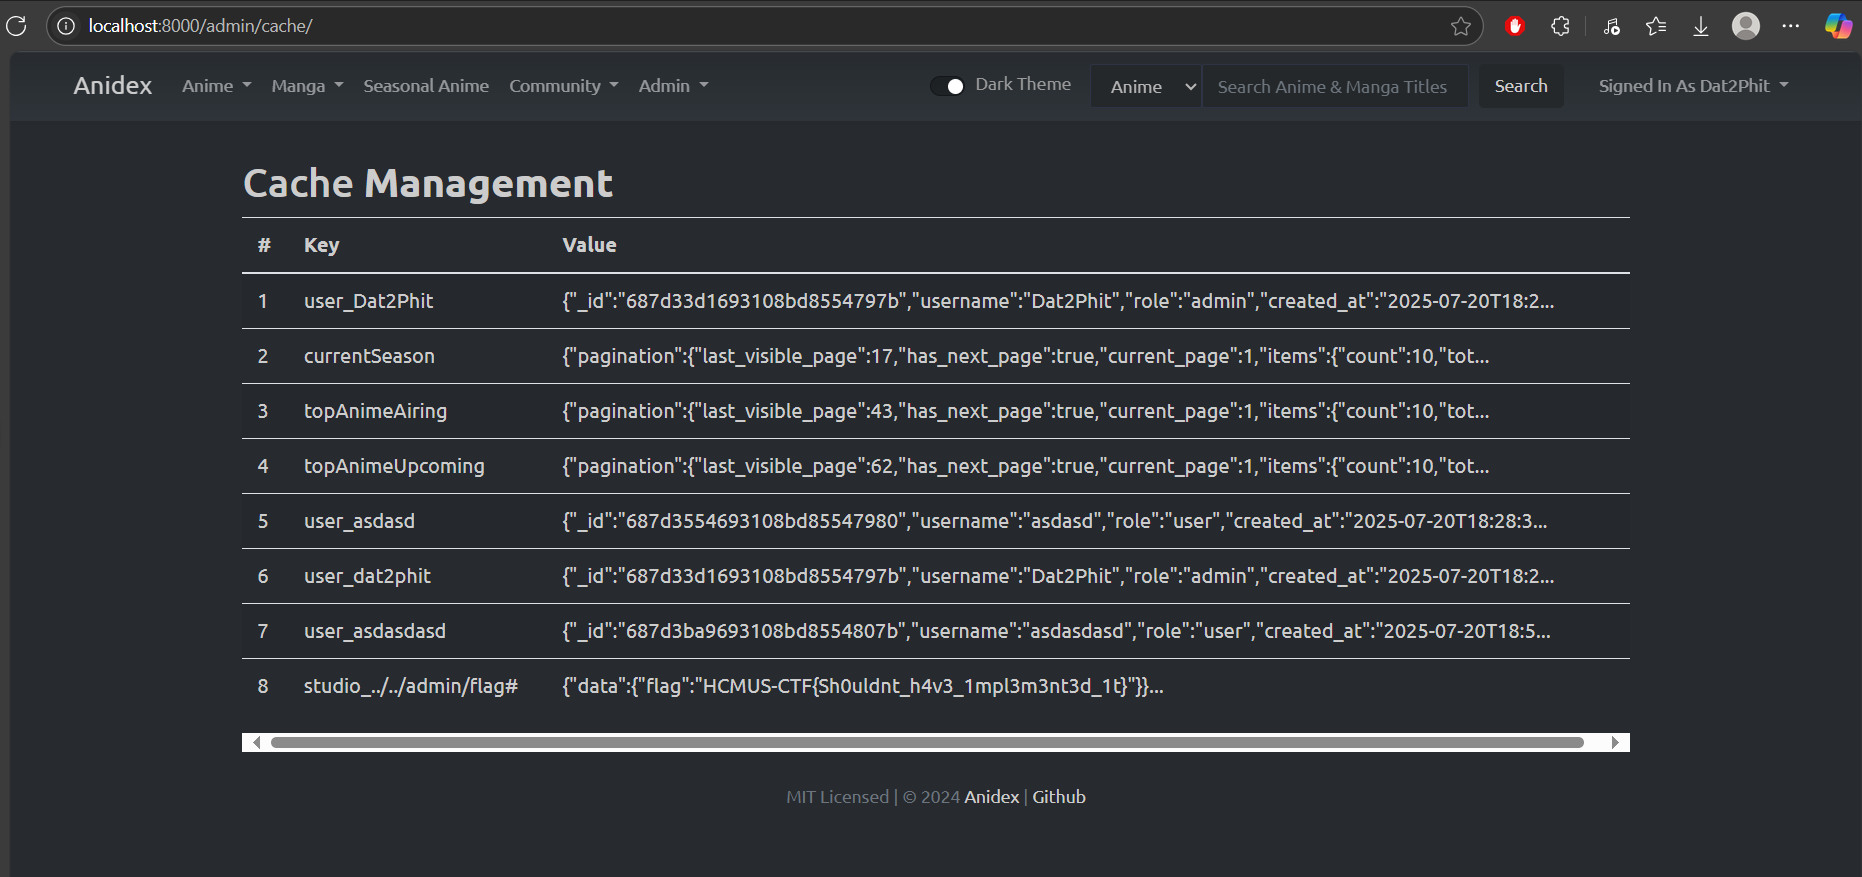 localhost:8000/admin/cache/
Anidex Anime Manga Seasonal Anime Community Admin Dark Theme Anime Search Anime & Manga Titles Search Signed In As Dat2Phit
Cache Management
# Key Value
1 user_Dat2Phit {"_id":"687d33d1693108bd8554797b","username":"Dat2Phit","role":"admin","created_at":"2025-07-20T18:2...
2 currentSeason {"pagination":{"last_visible_page":17,"has_next_page":true,"current_page":1,"items":{"count":10,"tot...
3 topAnimeAiring {"pagination":{"last_visible_page":43,"has_next_page":true,"current_page":1,"items":{"count":10,"tot...
4 topAnimeUpcoming {"pagination":{"last_visible_page":62,"has_next_page":true,"current_page":1,"items":{"count":10,"tot...
5 user_asdasd {"_id":"687d3554693108bd85547980","username":"asdasd","role":"user","created_at":"2025-07-20T18:28:3...
6 user_dat2phit {"_id":"687d33d1693108bd8554797b","username":"Dat2Phit","role":"admin","created_at":"2025-07-20T18:2...
7 user_asdasdasd {"_id":"687d3ba9693108bd8554807b","username":"asdasdasd","role":"user","created_at":"2025-07-20T18:5...
8 studio_../../admin/flag# {"data":{"flag":"HCMUS-CTF{Sh0uldnt_h4v3_1mpl3m3nt3d_1t}"}}...
MIT Licensed | © 2024 Anidex | Github